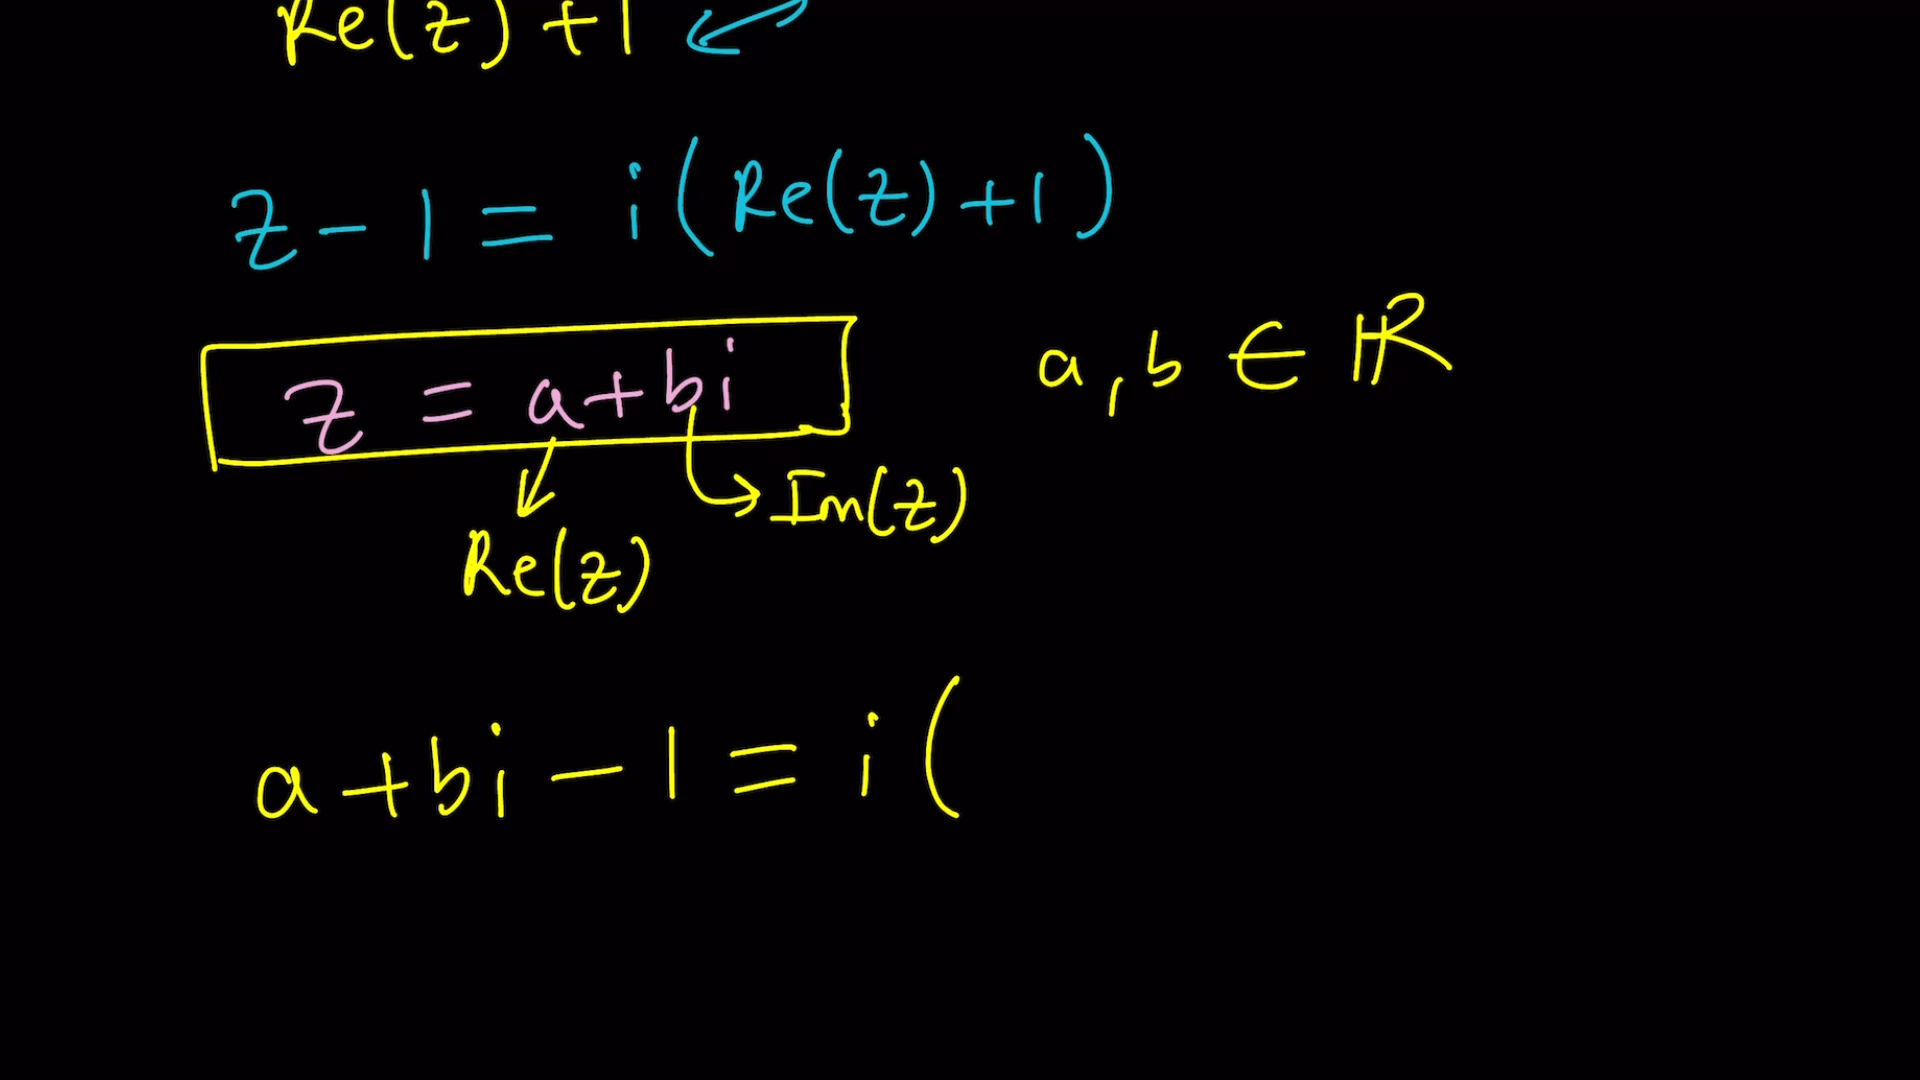 Re(z) + 1
z - 1 = i(Re(z) + 1)
z = a + bi
a, b ∈ ℝ
Im(z)
Re(z)
a + bi - 1 = i(